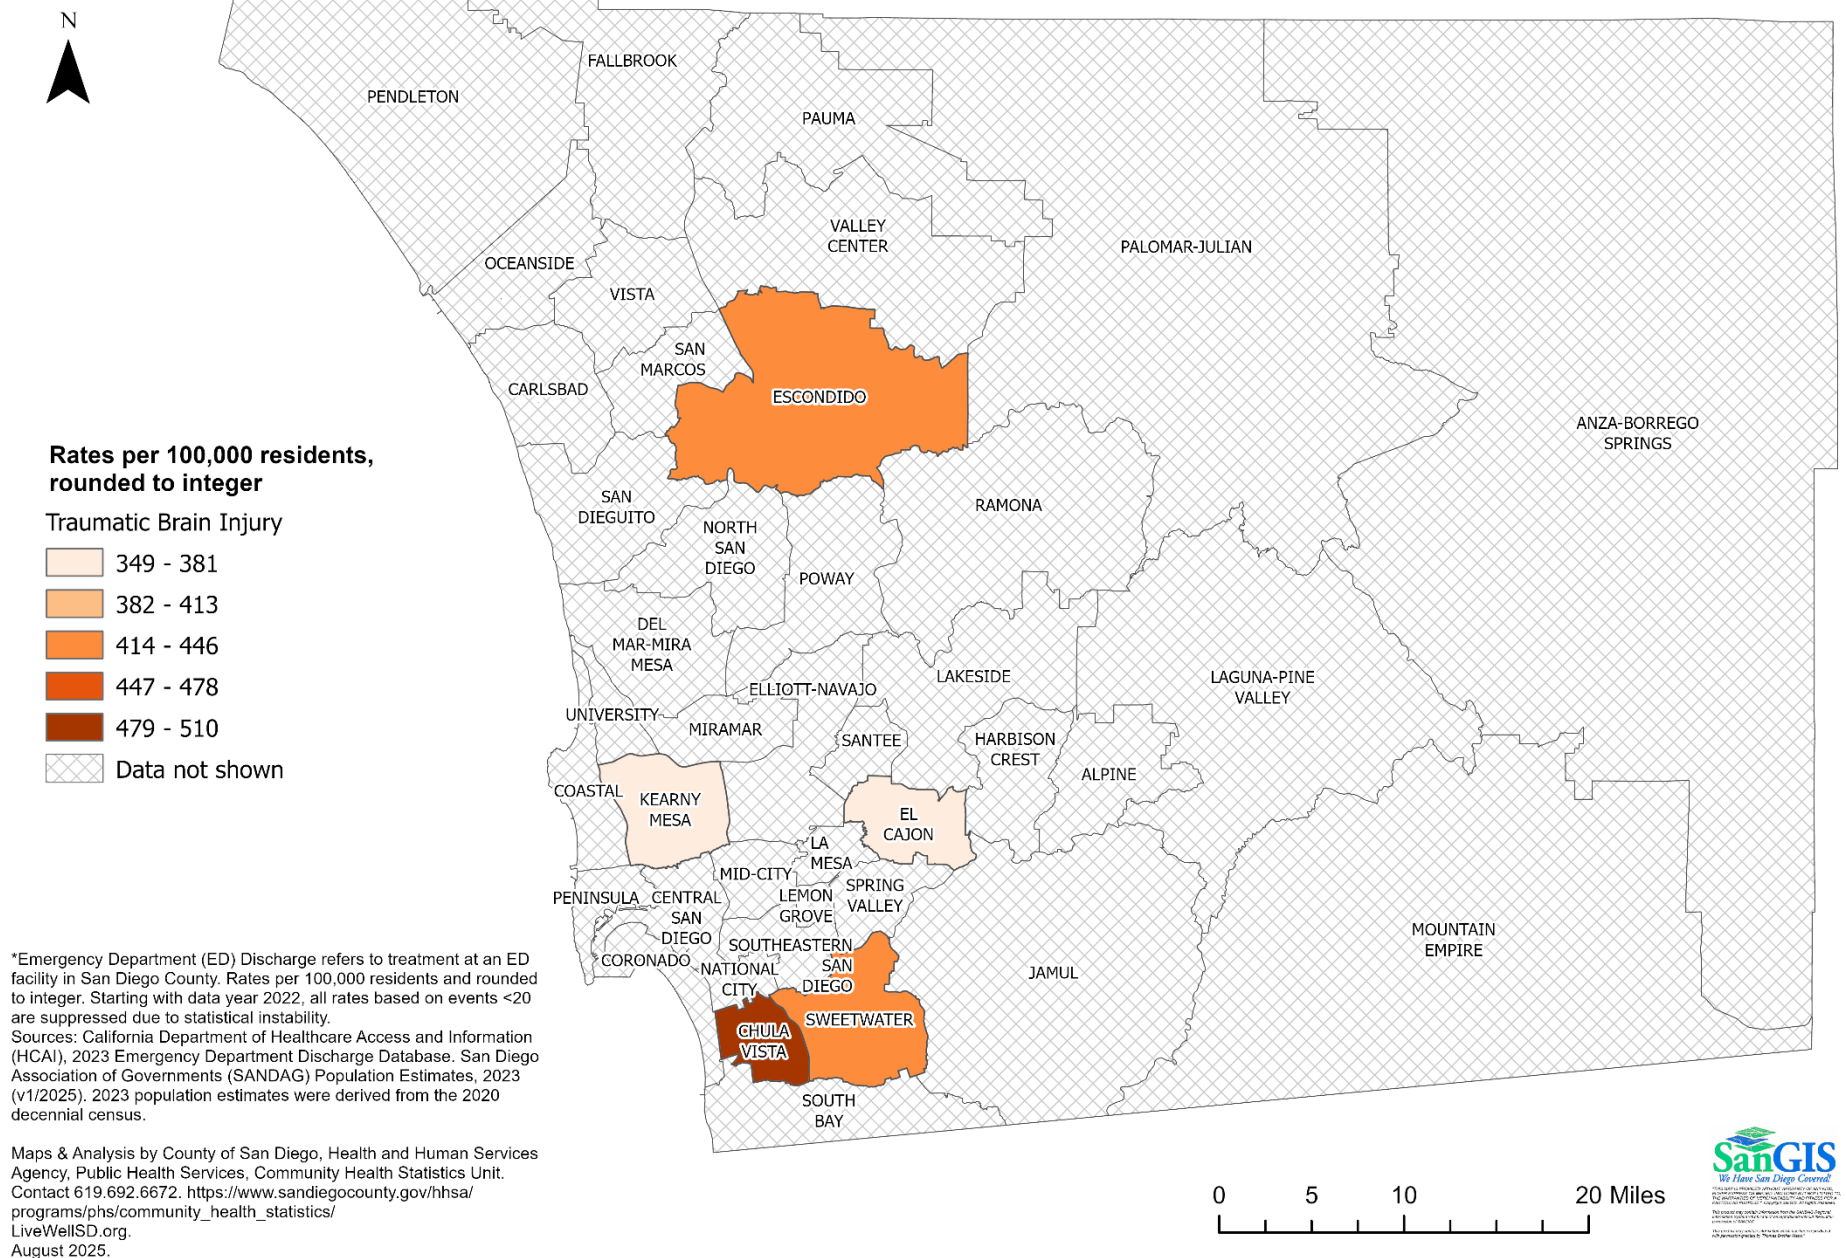 N
FALLBROOK
PENDLETON
PAUMA
VALLEY
CENTER
PALOMAR-JULIAN
OCEANSIDE
VISTA
SAN
MARCOS
CARLSBAD
ESCONDIDO
ANZA-BORREGO
SPRINGS
Rates per 100,000 residents,
rounded to integer
Traumatic Brain Injury
349 - 381
382 - 413
414 - 446
447 - 478
479 - 510
Data not shown
SAN
DIEGUITO
RAMONA
NORTH
SAN
DIEGO
POWAY
DEL
MAR-MIRA
MESA
ELLIOTT-NAVAJO
LAKESIDE
LAGUNA-PINE
VALLEY
UNIVERSITY
MIRAMAR
SANTEE
HARBISON
CREST
ALPINE
COASTAL
KEARNY
MESA
EL
CAJON
LA
MESA
MID-CITY
SPRING
VALLEY
PENINSULA
CENTRAL
SAN
DIEGO
LEMON
GROVE
MOUNTAIN
EMPIRE
SOUTHEASTERN
SAN
DIEGO
CORONADO
NATIONAL
CITY
JAMUL
SWEETWATER
CHULA
VISTA
SOUTH
BAY
*Emergency Department (ED) Discharge refers to treatment at an ED
facility in San Diego County. Rates per 100,000 residents and rounded
to integer. Starting with data year 2022, all rates based on events <20
are suppressed due to statistical instability.
Sources: California Department of Healthcare Access and Information
(HCAI), 2023 Emergency Department Discharge Database. San Diego
Association of Governments (SANDAG) Population Estimates, 2023
(v1/2025). 2023 population estimates were derived from the 2020
decennial census.
Maps & Analysis by County of San Diego, Health and Human Services
Agency, Public Health Services, Community Health Statistics Unit.
Contact 619.692.6672. https://www.sandiegocounty.gov/hhsa/
programs/phs/community_health_statistics/
LiveWellSD.org.
August 2025.
0 5 10 20 Miles
SanGIS
We Have San Diego Covered!